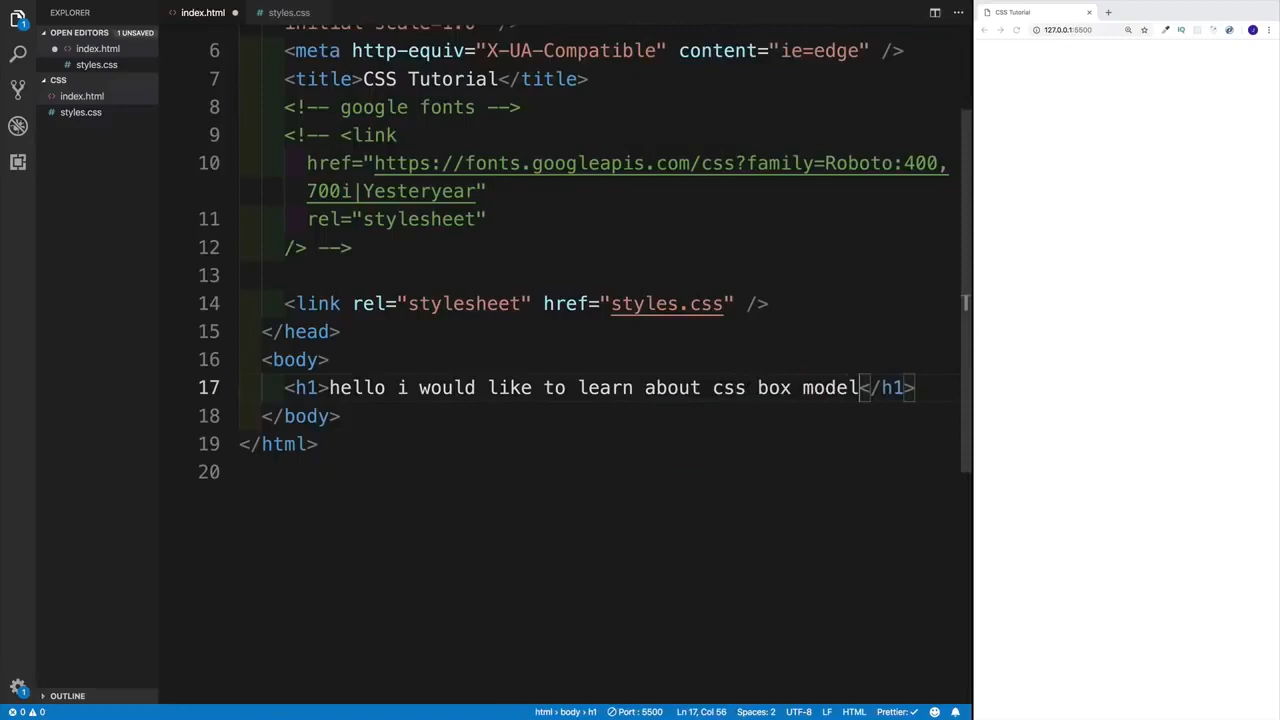 EXPLORER
index.html
styles.css
CSS Tutorial
OPEN EDITORS 1 UNSAVED
index.html
styles.css
CSS
index.html
styles.css
127.0.0.1:5500
6 <meta http-equiv="X-UA-Compatible" content="ie=edge" />
7 <title>CSS Tutorial</title>
8 <!-- google fonts -->
9 <!-- <link
10 href="https://fonts.googleapis.com/css?family=Roboto:400,
700i|Yesteryear"
11 rel="stylesheet"
12 /> -->
13
14 <link rel="stylesheet" href="styles.css" />
15 </head>
16 <body>
17 <h1>hello i would like to learn about css box model</h1>
18 </body>
19 </html>
20
OUTLINE
0 0 html › body › h1 Port : 5500 Ln 17, Col 56 Spaces: 2 UTF-8 LF HTML Prettier: ✓